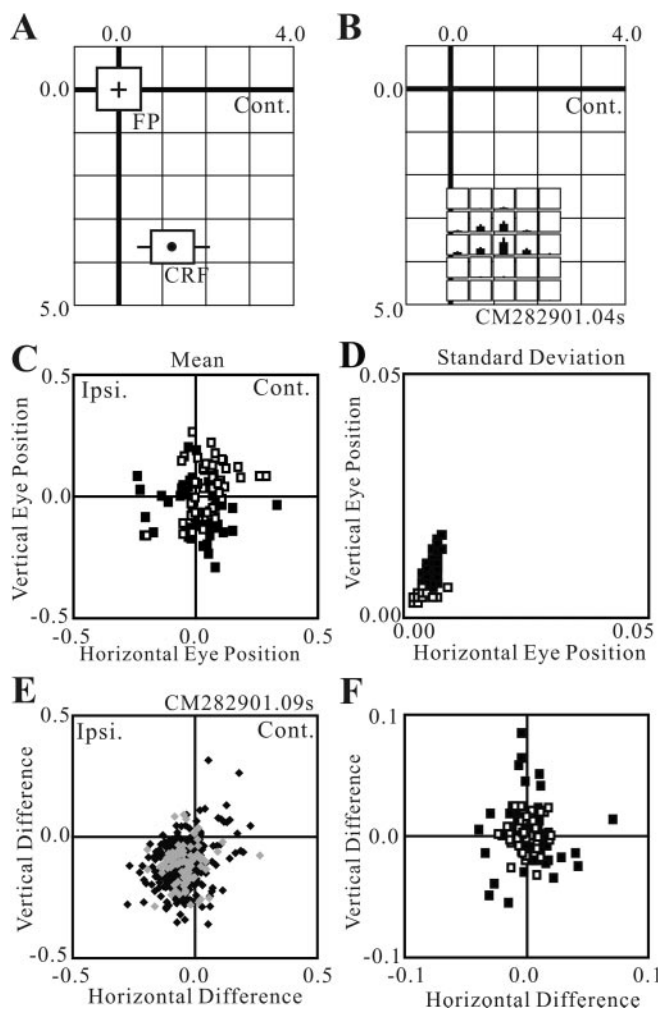 A
0.0 4.0
0.0
FP
Cont.
CRF
5.0
B
0.0 4.0
0.0
Cont.
5.0
CM282901.04s
C
Mean
0.5
Ipsi. Cont.
Vertical Eye Position
0.0
-0.5
-0.5 0.0 0.5
Horizontal Eye Position
D
Standard Deviation
0.05
Vertical Eye Position
0.00
0.00 0.05
Horizontal Eye Position
E
CM282901.09s
0.5
Ipsi. Cont.
Vertical Difference
0.0
-0.5
-0.5 0.0 0.5
Horizontal Difference
F
0.1
Vertical Difference
0.0
-0.1
-0.1 0.0 0.1
Horizontal Difference